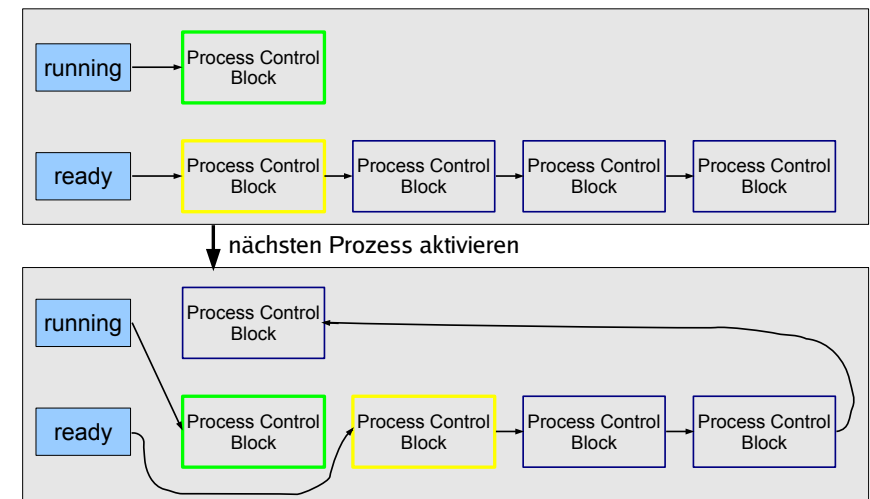 running
Process Control
Block
ready
Process Control
Block
Process Control
Block
Process Control
Block
Process Control
Block
nächsten Prozess aktivieren
running
Process Control
Block
ready
Process Control
Block
Process Control
Block
Process Control
Block
Process Control
Block